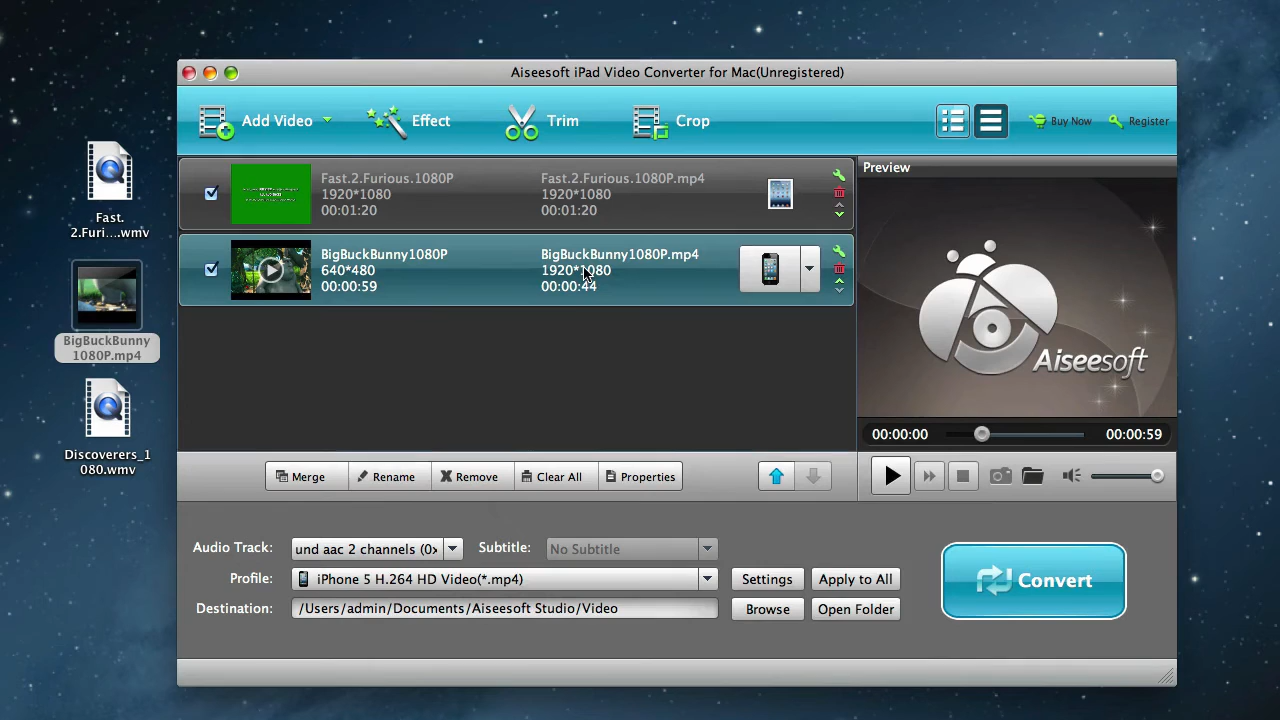 Aiseesoft iPad Video Converter for Mac(Unregistered)
Add Video
Effect
Trim
Crop
Buy Now
Register
Fast.2.Furious.1080P
1920*1080
00:01:20
Fast.2.Furious.1080P.mp4
1920*1080
00:01:20
BigBuckBunny1080P
640*480
00:00:59
BigBuckBunny1080P.mp4
1920*1080
00:00:44
Preview
Aiseesoft
00:00:00
00:00:59
Merge
Rename
Remove
Clear All
Properties
Audio Track:
und aac 2 channels (0x
Subtitle:
No Subtitle
Profile:
iPhone 5 H.264 HD Video(*.mp4)
Settings
Apply to All
Destination:
/Users/admin/Documents/Aiseesoft Studio/Video
Browse
Open Folder
Convert
Fast.
2.Furi....wmv
BigBuckBunny
1080P.mp4
Discoverers_1
080.wmv